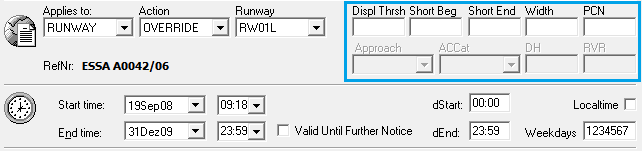 Applies to: Action Runway Displ Thrsh Short Beg Short End Width PCN
RUNWAY OVERRIDE RW01L
Approach ACCat DH RVR
RefNr: ESSA A0042/06
Start time: 19Sep08 09:18 dStart: 00:00 Localtime
End time: 31Dez09 23:59 Valid Until Further Notice dEnd: 23:59 Weekdays 1234567